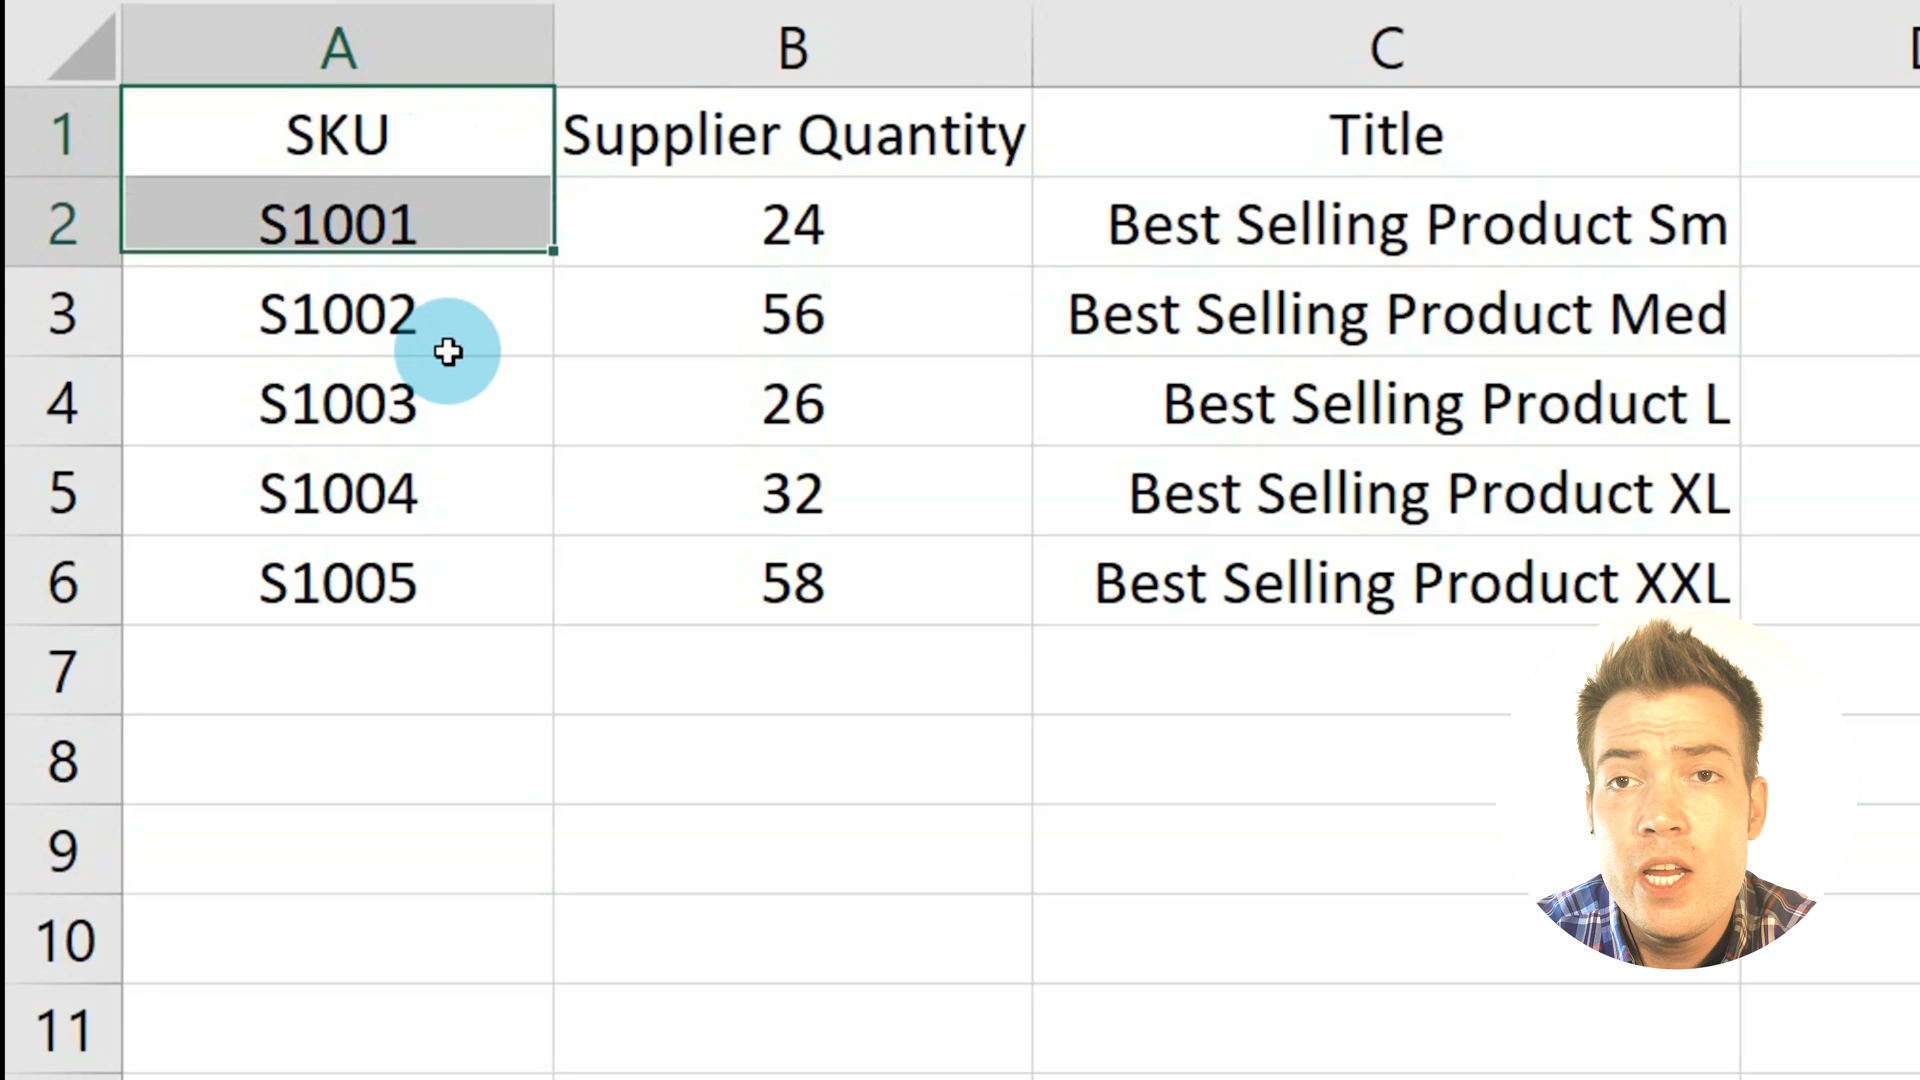 A B C
1 SKU Supplier Quantity Title
2 S1001 24 Best Selling Product Sm
3 S1002 56 Best Selling Product Med
4 S1003 26 Best Selling Product L
5 S1004 32 Best Selling Product XL
6 S1005 58 Best Selling Product XXL
7
8
9
10
11